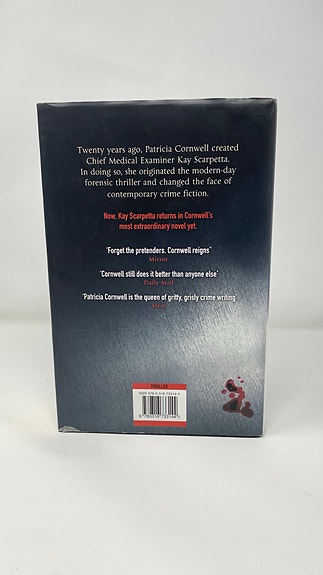 Twenty years ago, Patricia Cornwell created
Chief Medical Examiner Kay Scarpetta.
In doing so, she originated the modern-day
forensic thriller and changed the face of
contemporary crime fiction.
Now, Kay Scarpetta returns in Cornwell's
most extraordinary novel yet.
'Forget the pretenders. Cornwell reigns'
Mirror
'Cornwell still does it better than anyone else'
Daily Mail
'Patricia Cornwell is the queen of gritty, grisly crime writing'
Heat
THRILLER